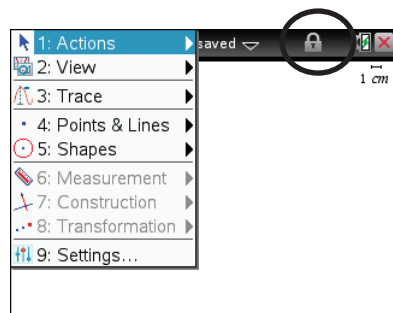 1: Actions
saved
2: View
1 cm
3: Trace
4: Points & Lines
5: Shapes
6: Measurement
7: Construction
8: Transformation
9: Settings...